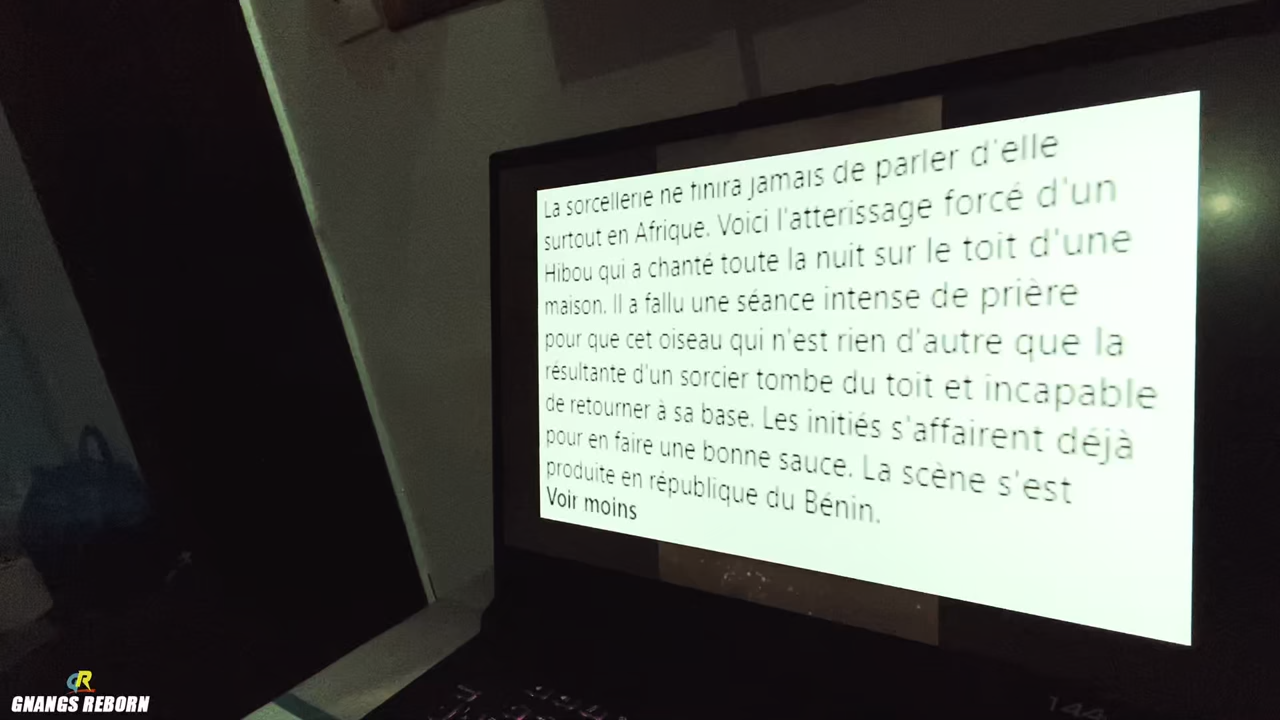 La sorcellerie ne finira jamais de parler d'elle
surtout en Afrique. Voici l'atterissage forcé d'un
Hibou qui a chanté toute la nuit sur le toit d'une
maison. Il a fallu une séance intense de prière
pour que cet oiseau qui n'est rien d'autre que la
résultante d'un sorcier tombe du toit et incapable
de retourner à sa base. Les initiés s'affairent déjà
pour en faire une bonne sauce. La scène s'est
produite en république du Bénin.
Voir moins
144
GR
GNANGS REBORN